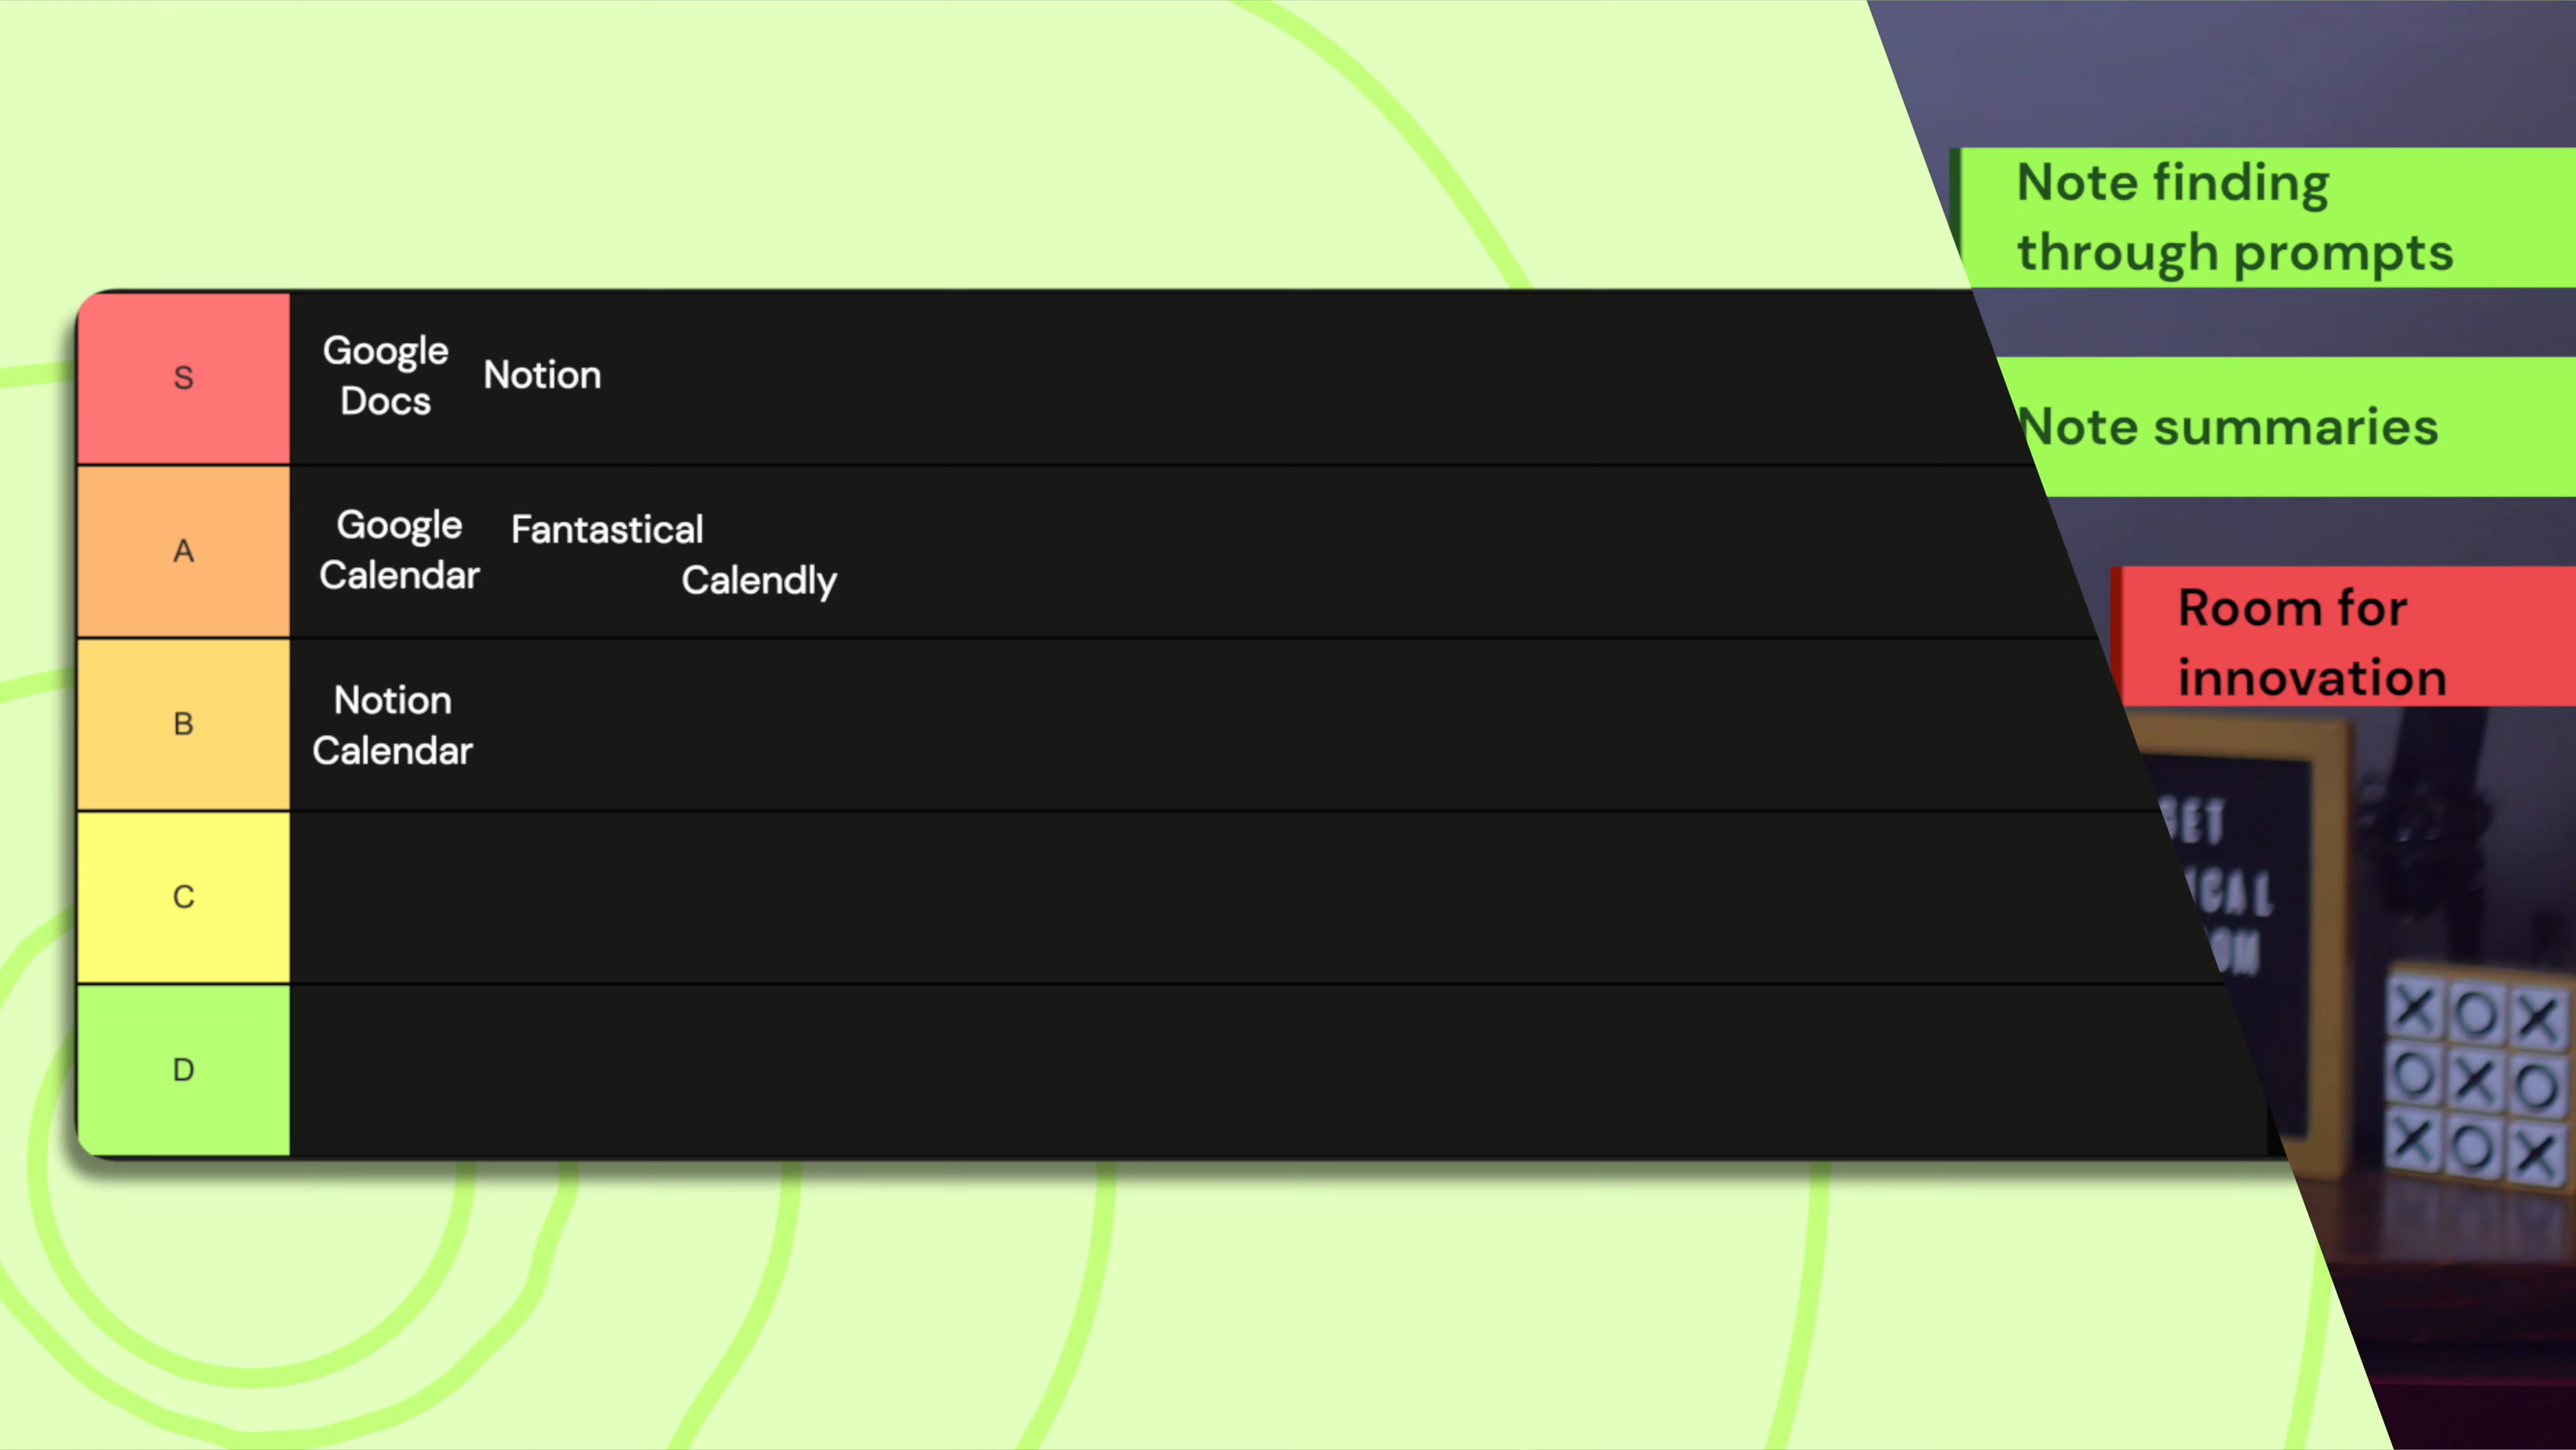 S
Google
Docs
Notion
A
Google
Calendar
Fantastical
Calendly
B
Notion
Calendar
C
D
Note finding
through prompts
Note summaries
Room for
innovation
X O X
O X O
X O X